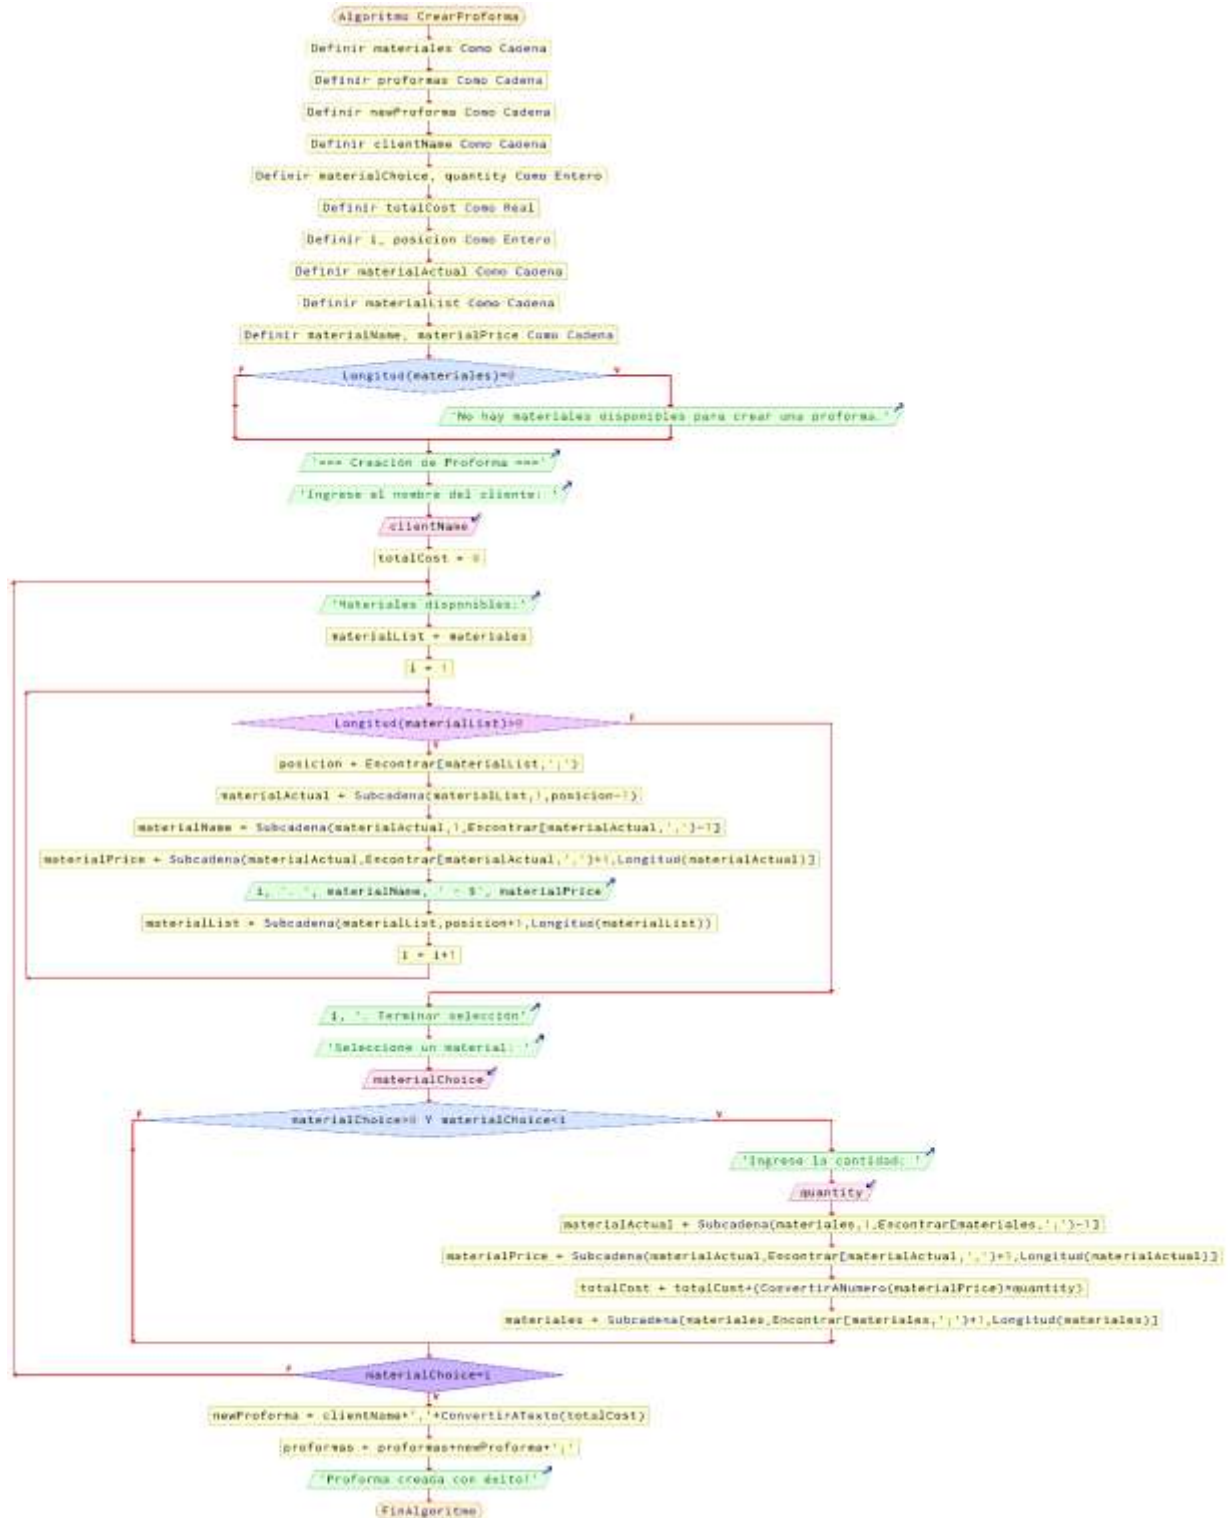 Algoritmo CrearProforma
Definir materiales Como Cadena
Definir proformas Como Cadena
Definir newProforma Como Cadena
Definir clientName Como Cadena
Definir materialChoice, quantity Como Entero
Definir totalCost Como Real
Definir i, posicion Como Entero
Definir materialActual Como Cadena
Definir materialList Como Cadena
Definir materialName, materialPrice Como Cadena
F
Longitud(materiales)=0
V
'No hay materiales disponibles para crear una proforma.'
'=== Creación de Proforma ==='
'Ingrese el nombre del cliente: '
clientName
totalCost = 0
'Materiales disponibles:'
materialList = materiales
i = 1
Longitud(materialList)>0
F
V
posicion = Encontrar[materialList,';')
materialActual = Subcadena(materialList,1,posicion-1)
materialName = Subcadena(materialActual,1,Encontrar[materialActual,',')-1]
materialPrice = Subcadena(materialActual,Encontrar[materialActual,',')+1,Longitud(materialActual)]
i, '. ', materialName, ' - $', materialPrice
materialList = Subcadena(materialList,posicion+1,Longitud(materialList))
i = i+1
i, '. Terminar selección'
'Seleccione un material: '
materialChoice
F
materialChoice>0 Y materialChoice<i
V
'Ingrese la cantidad: '
quantity
materialActual = Subcadena(materiales,1,Encontrar[materiales,';')-1]
materialPrice = Subcadena(materialActual,Encontrar[materialActual,',')+1,Longitud(materialActual)]
totalCost = totalCost+(ConvertirANumero(materialPrice)*quantity)
materiales = Subcadena(materiales,Encontrar[materiales,';')+1,Longitud(materiales)]
F
materialChoice=i
V
newProforma = clientName+','+ConvertirATexto(totalCost)
proformas = proformas+newProforma+';'
'Proforma creada con éxito!'
FinAlgoritmo